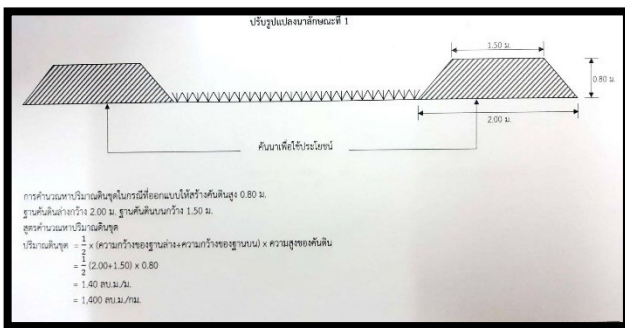 ปรับรูปแปลงนาลักษณะที่ 1
1.50 ม.
0.80 ม.
2.00 ม.
คันนาเพื่อใช้ประโยชน์
การคำนวณหาปริมาณดินขุดในกรณีที่ออกแบบให้สร้างคันดินสูง 0.80 ม.
ฐานคันดินล่างกว้าง 2.00 ม. ฐานคันดินบนกว้าง 1.50 ม.
สูตรคำนวณหาปริมาณดินขุด
ปริมาณดินขุด = 1/2 x (ความกว้างของฐานล่าง+ความกว้างของฐานบน) x ความสูงของคันดิน
= 1/2 (2.00+1.50) x 0.80
= 1.40 ลบ.ม./ม.
= 1,400 ลบ.ม./กม.